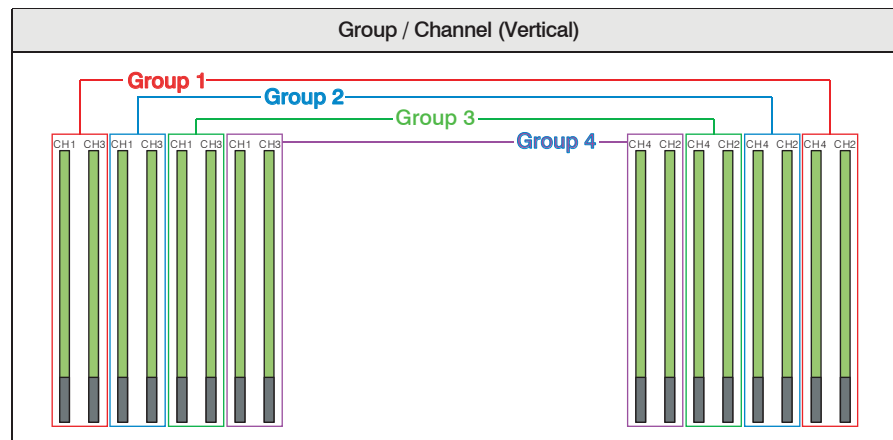 Group / Channel (Vertical)
Group 1
Group 2
Group 3
Group 4
CH1 CH3 CH1 CH3 CH1 CH3 CH1 CH3 CH4 CH2 CH4 CH2 CH4 CH2 CH4 CH2